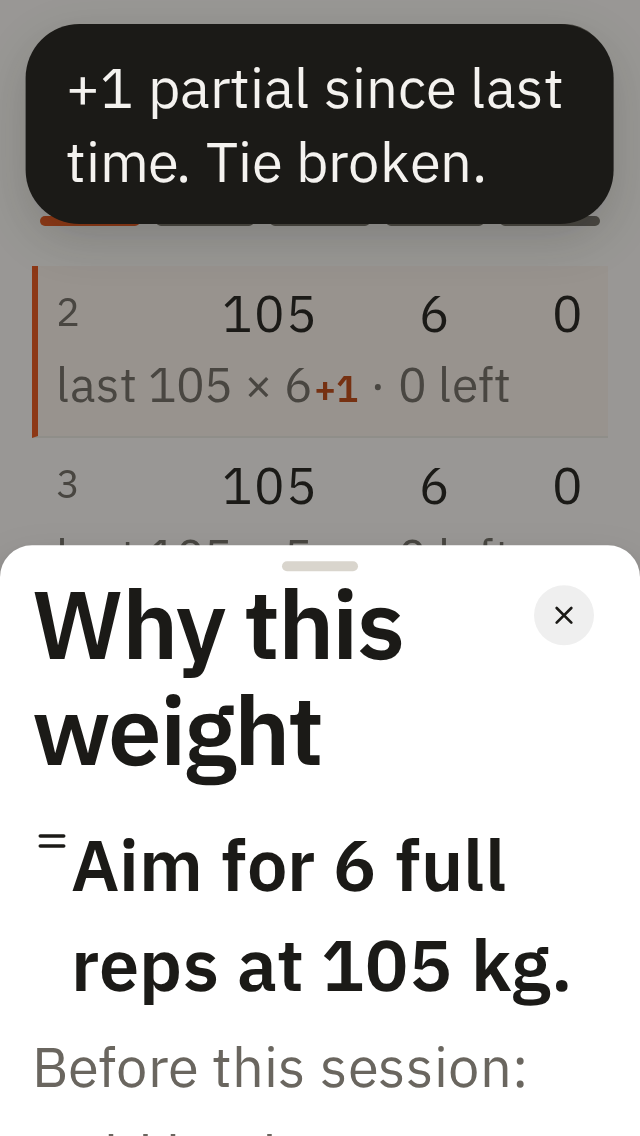 +1 partial since last
time. Tie broken.
2 105 6 0
last 105 × 6+1 · 0 left
3 105 6 0
Why this
weight
= Aim for 6 full
reps at 105 kg.
Before this session: